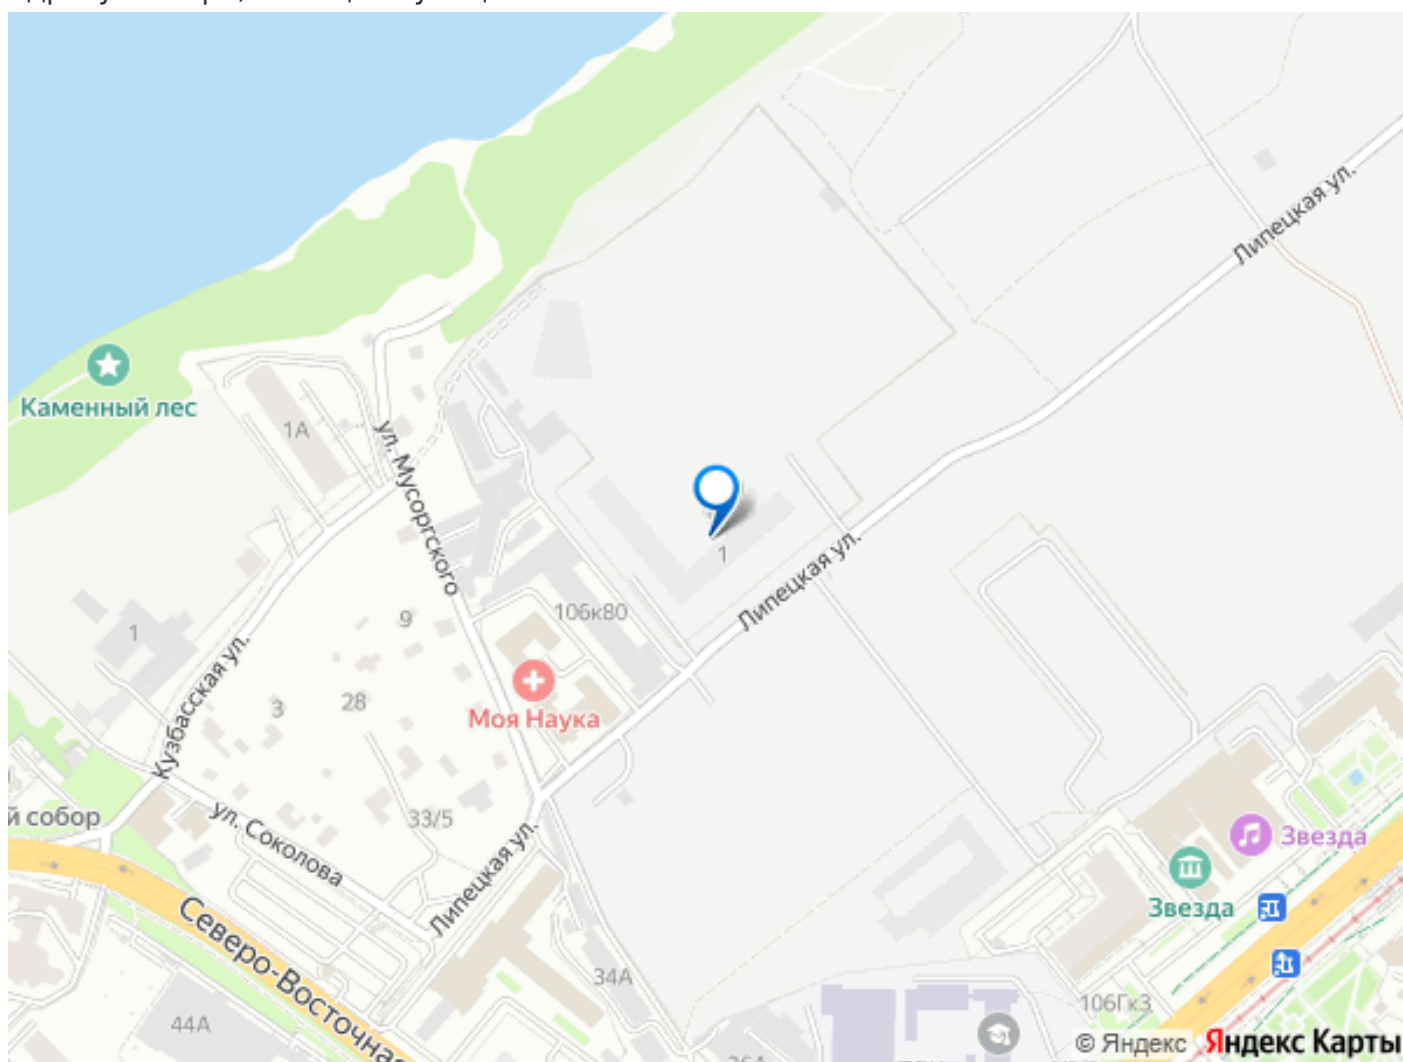 Липецкая ул.
Каменный лес
1А
ул. Мусоргского
1
Липецкая ул.
106к80
9
1
Кузбасская ул.
3
28
Моя Наука
й собор
ул. Соколова
33/5
Липецкая ул.
Звезда
Звезда
Северо-Восточная
34А
44А
106Гк3
© Яндекс Яндекс Карты